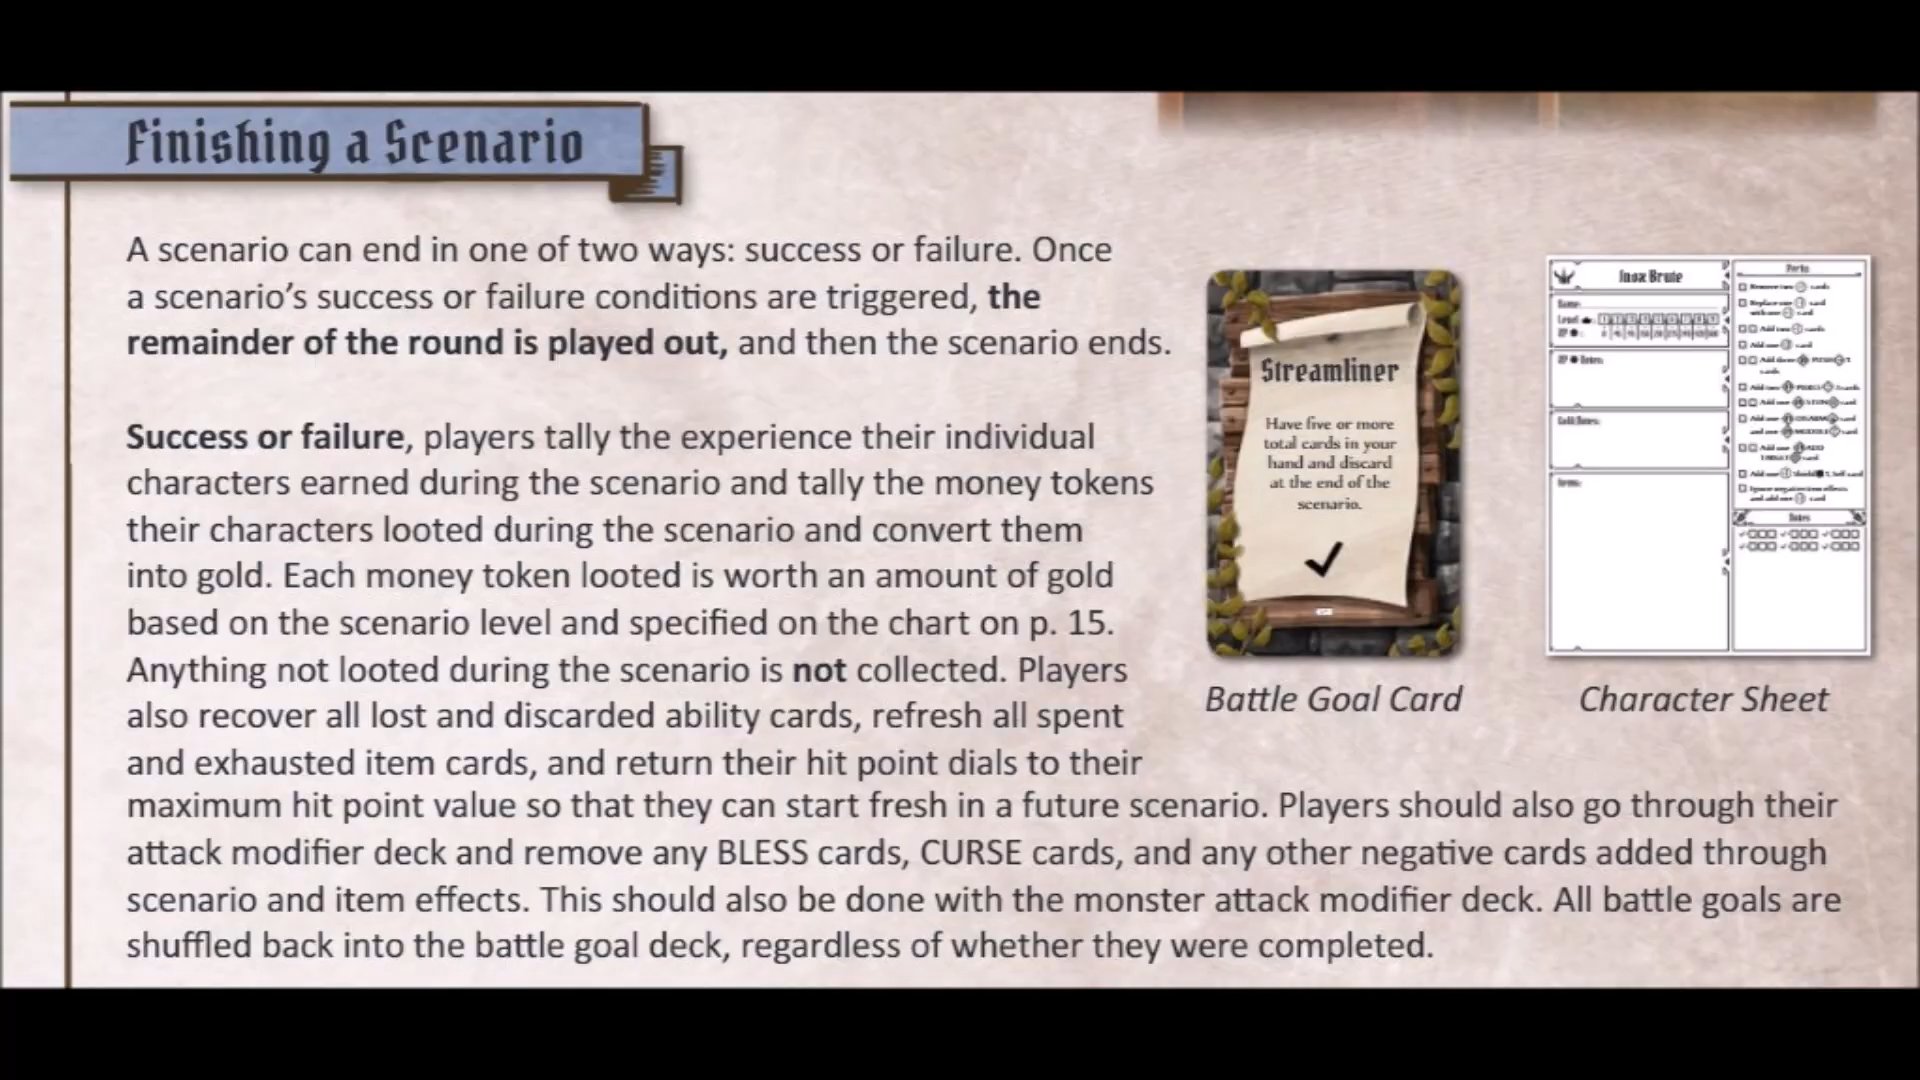 Finishing a Scenario
A scenario can end in one of two ways: success or failure. Once
a scenario’s success or failure conditions are triggered, the
remainder of the round is played out, and then the scenario ends.
Success or failure, players tally the experience their individual
characters earned during the scenario and tally the money tokens
their characters looted during the scenario and convert them
into gold. Each money token looted is worth an amount of gold
based on the scenario level and specified on the chart on p. 15.
Anything not looted during the scenario is not collected. Players
also recover all lost and discarded ability cards, refresh all spent
and exhausted item cards, and return their hit point dials to their
maximum hit point value so that they can start fresh in a future scenario. Players should also go through their
attack modifier deck and remove any BLESS cards, CURSE cards, and any other negative cards added through
scenario and item effects. This should also be done with the monster attack modifier deck. All battle goals are
shuffled back into the battle goal deck, regardless of whether they were completed.
Streamliner
Have five or more
total cards in your
hand and discard
at the end of the
scenario.
Battle Goal Card
Inox Brute
Name:
Level
XP Notes:
Gold Notes:
Items:
Perks
Notes
Character Sheet